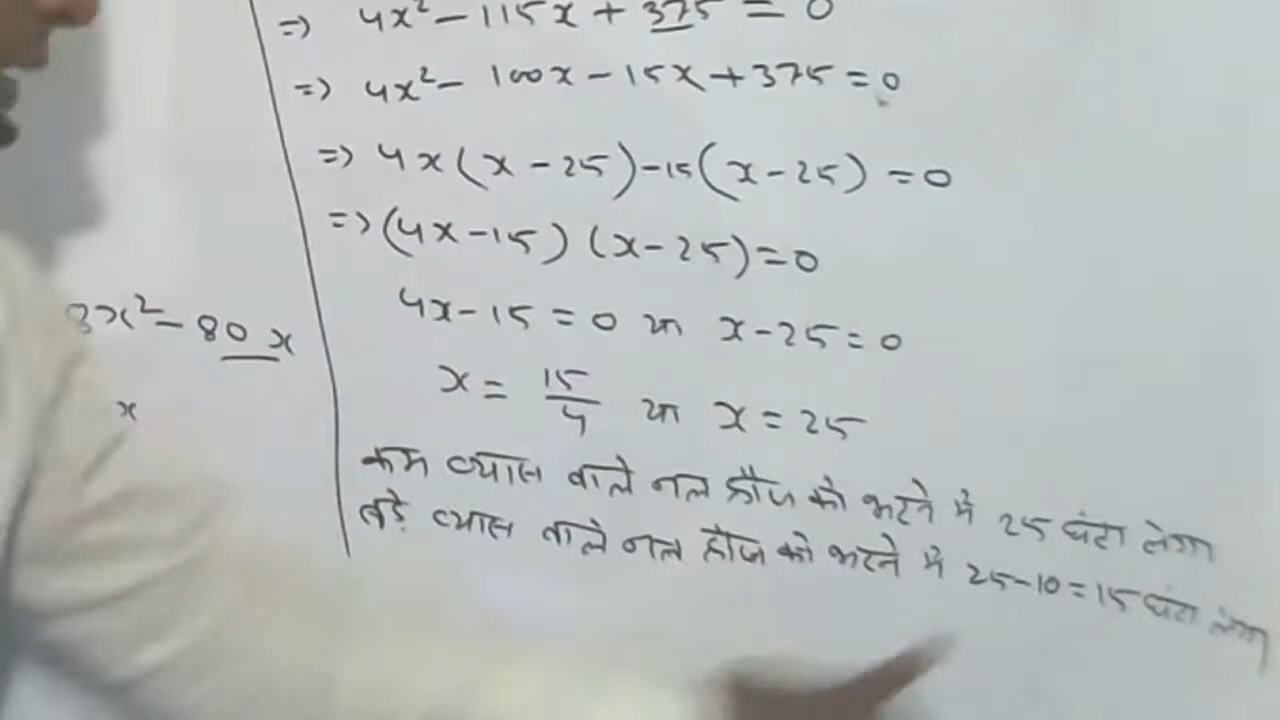 => 4x² - 115x + 375 = 0
=> 4x² - 100x - 15x + 375 = 0
=> 4x(x - 25) - 15(x - 25) = 0
=> (4x - 15) (x - 25) = 0
4x - 15 = 0 या x - 25 = 0
x = 15/4 या x = 25
कम व्यास वाले नल हौज को भरने में 25 घंटा लेगा
बड़े व्यास वाले नल हौज को भरने में 25 - 10 = 15 घंटा लेगा
3x² - 80x
x